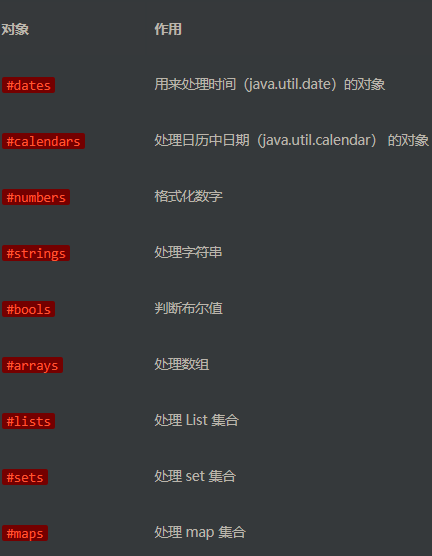 对象 作用
#dates 用来处理时间（java.util.date）的对象
#calendars 处理日历中日期（java.util.calendar） 的对象
#numbers 格式化数字
#strings 处理字符串
#bools 判断布尔值
#arrays 处理数组
#lists 处理 List 集合
#sets 处理 set 集合
#maps 处理 map 集合